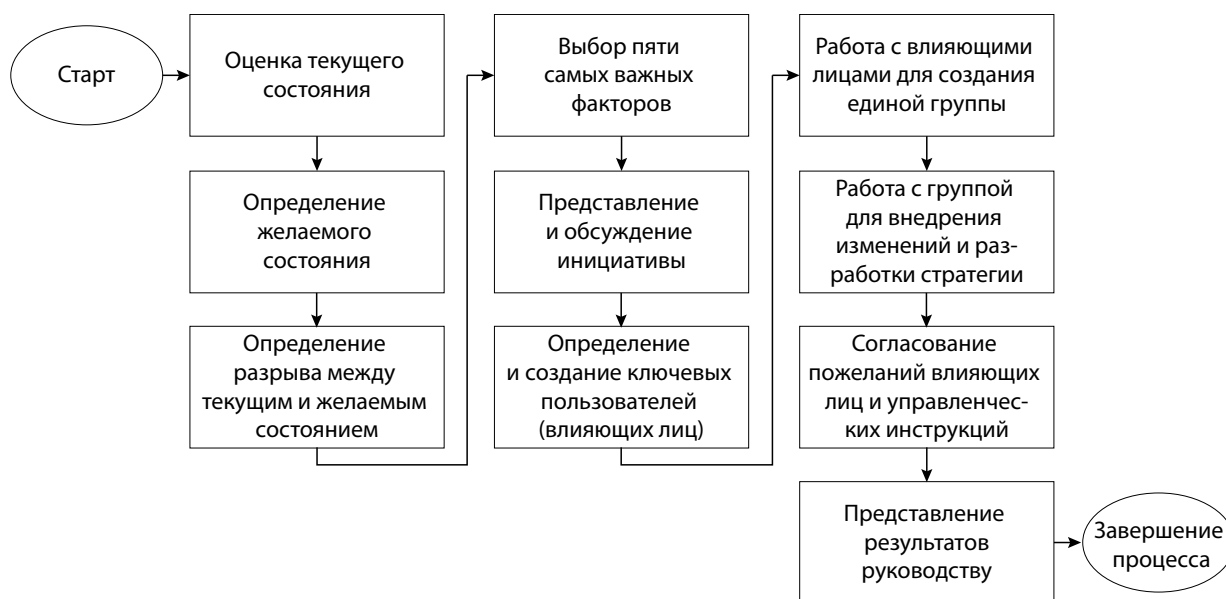 Старт
Оценка текущего
состояния
Определение
желаемого
состояния
Определение
разрыва между
текущим и желаемым
состоянием
Выбор пяти
самых важных
факторов
Представление
и обсуждение
инициативы
Определение
и создание ключевых
пользователей
(влияющих лиц)
Работа с влияющими
лицами для создания
единой группы
Работа с группой
для внедрения
изменений и раз-
работки стратегии
Согласование
пожеланий влияющих
лиц и управленчес-
ких инструкций
Представление
результатов
руководству
Завершение
процесса